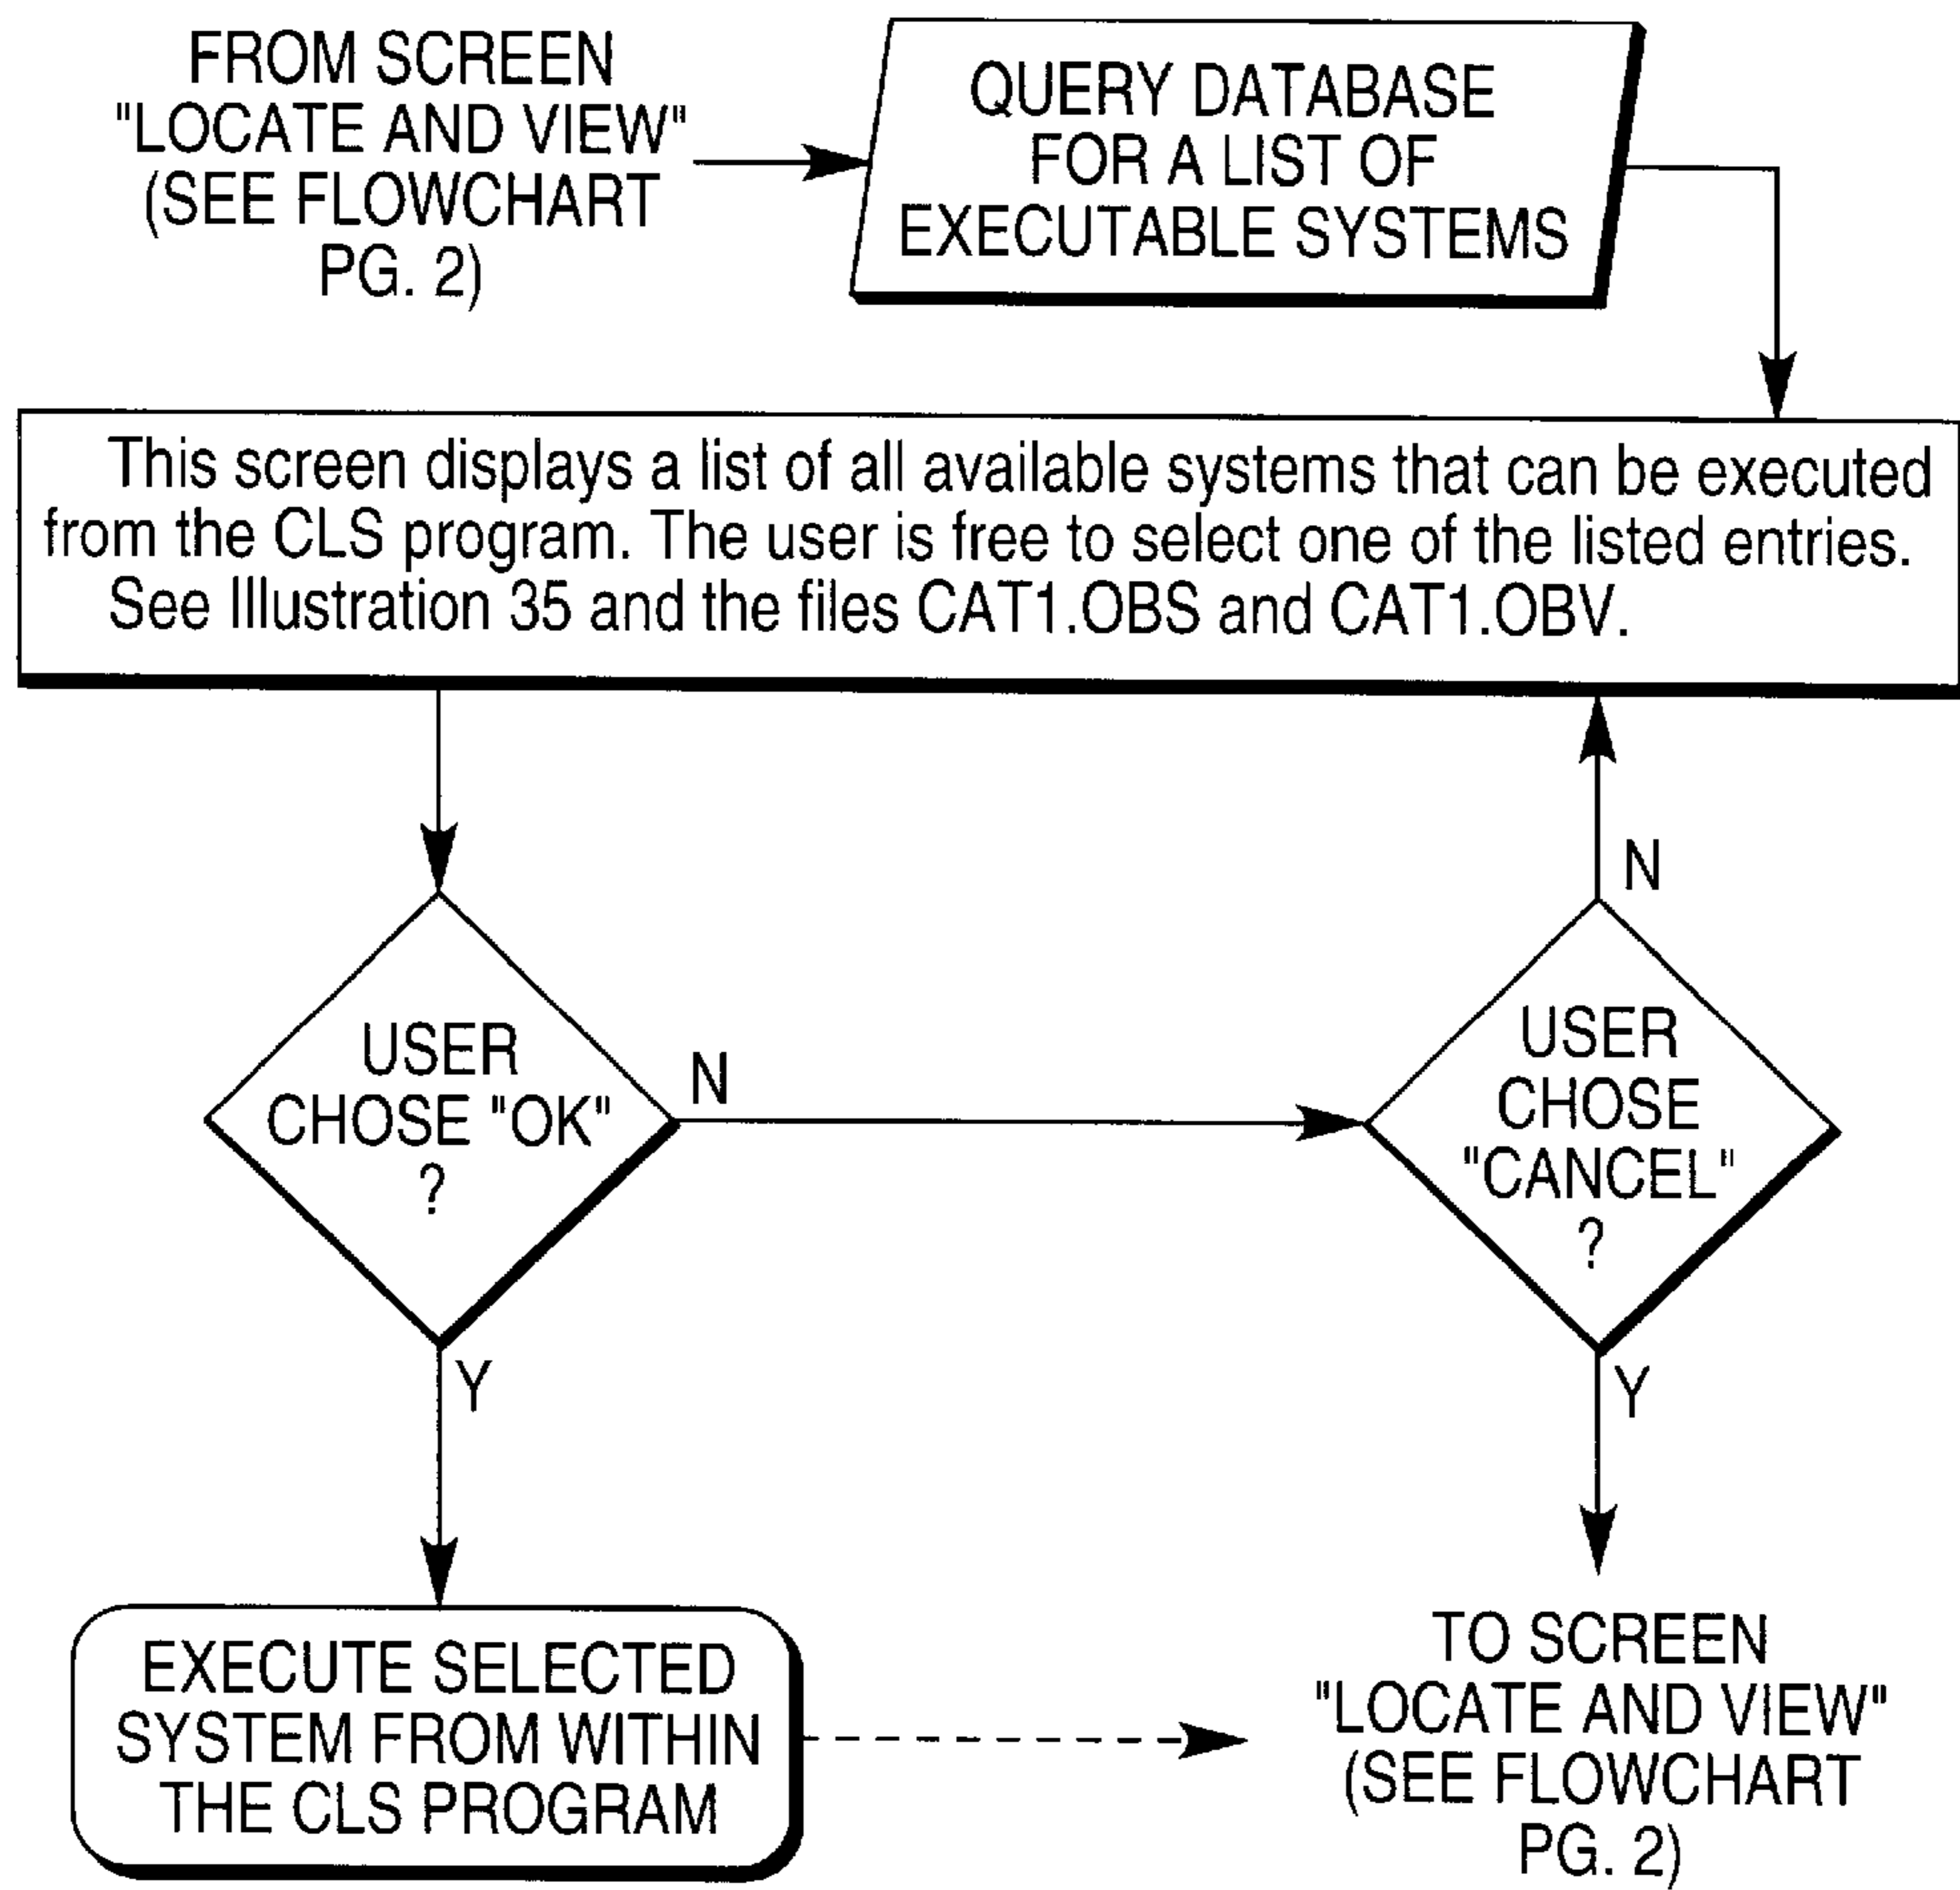 FROM SCREEN
"LOCATE AND VIEW"
(SEE FLOWCHART
PG. 2)
QUERY DATABASE
FOR A LIST OF
EXECUTABLE SYSTEMS
This screen displays a list of all available systems that can be executed
from the CLS program. The user is free to select one of the listed entries.
See Illustration 35 and the files CAT1.OBS and CAT1.OBV.
USER
CHOSE "OK"
?
N
Y
USER
CHOSE
"CANCEL"
?
N
Y
EXECUTE SELECTED
SYSTEM FROM WITHIN
THE CLS PROGRAM
TO SCREEN
"LOCATE AND VIEW"
(SEE FLOWCHART
PG. 2)